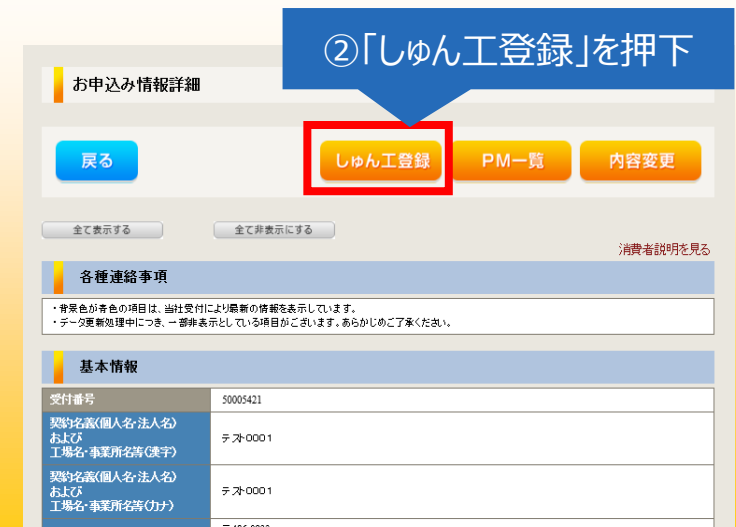 ②「しゅん工登録」を押下
お申込み情報詳細
戻る
しゅん工登録
PM一覧
内容変更
全て表示する
全て非表示にする
消費者説明を見る
各種連絡事項
・背景色が青色の項目は、当社受付により最新の情報を表示しています。
・データ更新処理中につき、一部非表示としている項目がございます。あらかじめご了承ください。
基本情報
受付番号
50005421
契約名義(個人名・法人名)
および
工場名・事業所名等(漢字)
テスト0001
契約名義(個人名・法人名)
および
工場名・事業所名等(カナ)
テスト0001